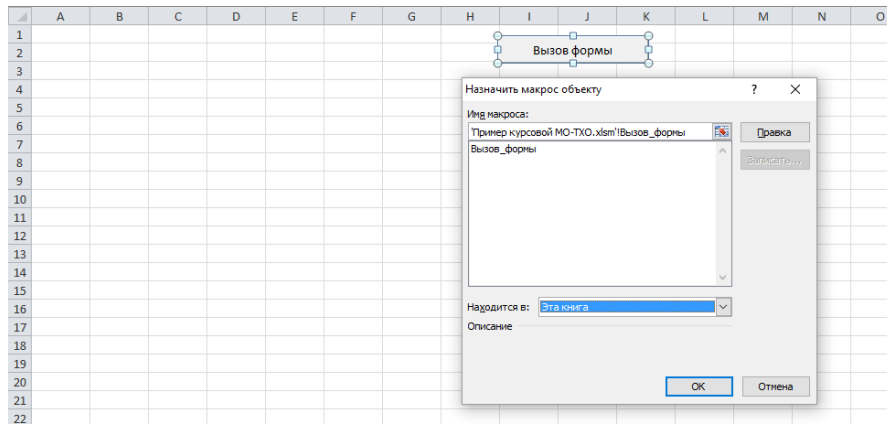 A B C D E F G H I J K L M N O
1
2 Вызов формы
3
4 Назначить макрос объекту ? X
5
Имя макроса:
6 'Пример курсовой МО-ТХО.xlsm'!Вызов_формы Правка
7 Вызов_формы
8 Записать...
9
10
11
12
13
14
15
16 Находится в: Эта книга
17 Описание
18
19
20 ОК Отмена
21
22